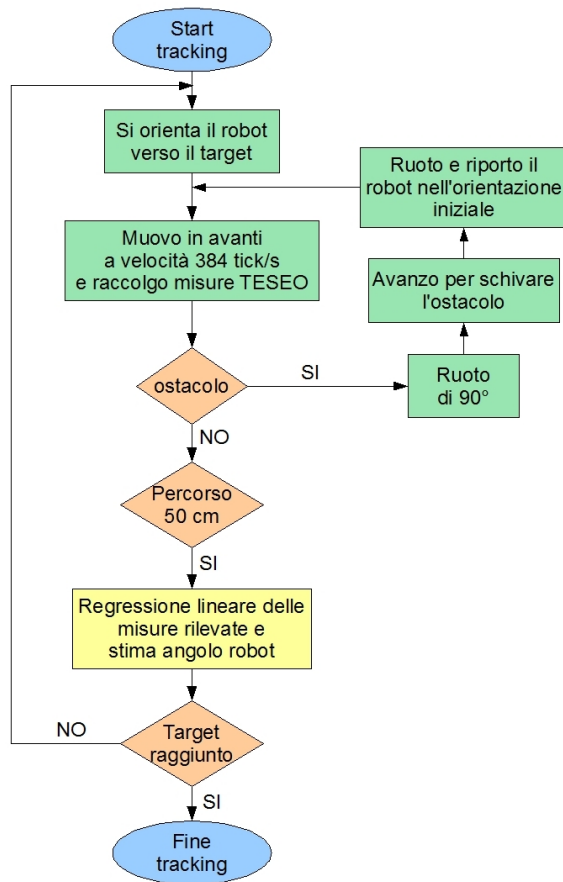 Start
tracking
Si orienta il robot
verso il target
Ruoto e riporto il
robot nell'orientazione
iniziale
Muovo in avanti
a velocità 384 tick/s
e raccolgo misure TESEO
Avanzo per schivare
l'ostacolo
ostacolo
SI
Ruoto
di 90°
NO
Percorso
50 cm
SI
Regressione lineare delle
misure rilevate e
stima angolo robot
NO
Target
raggiunto
SI
Fine
tracking